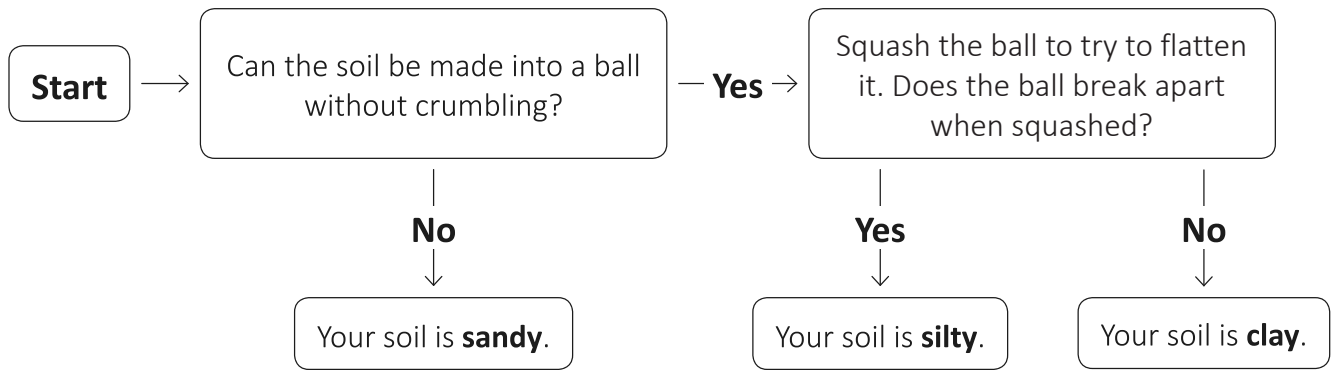 Start
Can the soil be made into a ball
without crumbling?
Yes
Squash the ball to try to flatten
it. Does the ball break apart
when squashed?
No
Yes
No
Your soil is sandy.
Your soil is silty.
Your soil is clay.